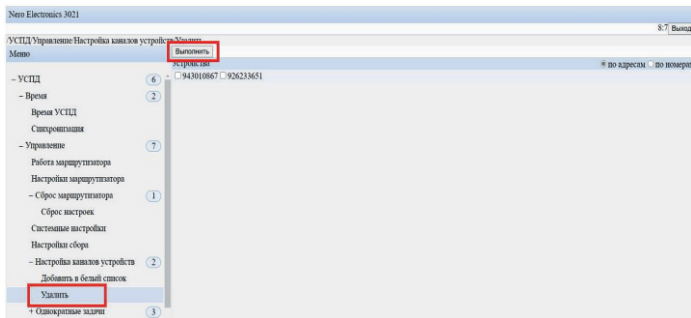 Nero Electronics 3021
8:7 Выход
/УСПД/Управление/Настройка каналов устройств/Удалить
Меню
Выполнить
Устройства
по адресам по номерам
943010867 926233651
– УСПД 6
– Время 2
Время УСПД
Синхронизация
– Управление 7
Работа маршрутизатора
Настройки маршрутизатора
– Сброс маршрутизатора 1
Сброс настроек
Системные настройки
Настройки сбора
– Настройка каналов устройств 2
Добавить в белый список
Удалить
+ Однократные задачи 3